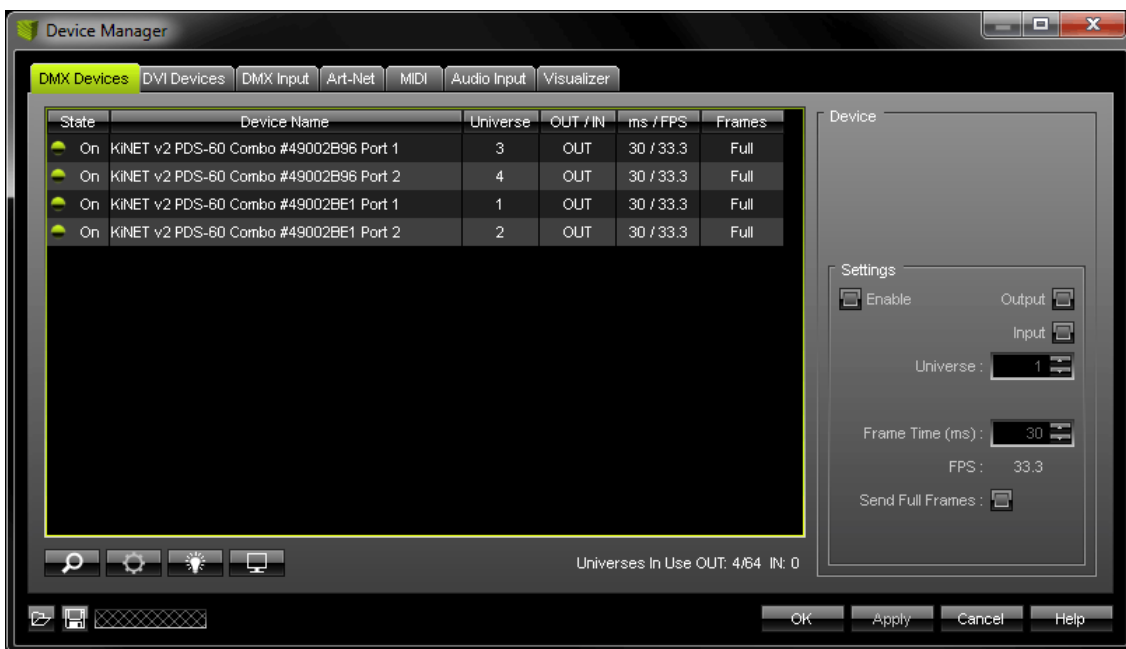 Device Manager
DMX Devices DVI Devices DMX Input Art-Net MIDI Audio Input Visualizer
State Device Name Universe OUT / IN ms / FPS Frames
On KiNET v2 PDS-60 Combo #49002B96 Port 1 3 OUT 30 / 33.3 Full
On KiNET v2 PDS-60 Combo #49002B96 Port 2 4 OUT 30 / 33.3 Full
On KiNET v2 PDS-60 Combo #49002BE1 Port 1 1 OUT 30 / 33.3 Full
On KiNET v2 PDS-60 Combo #49002BE1 Port 2 2 OUT 30 / 33.3 Full
Universes In Use OUT: 4/64 IN: 0
Device
Settings
Enable Output
Input
Universe : 1
Frame Time (ms) : 30
FPS : 33.3
Send Full Frames :
OK Apply Cancel Help